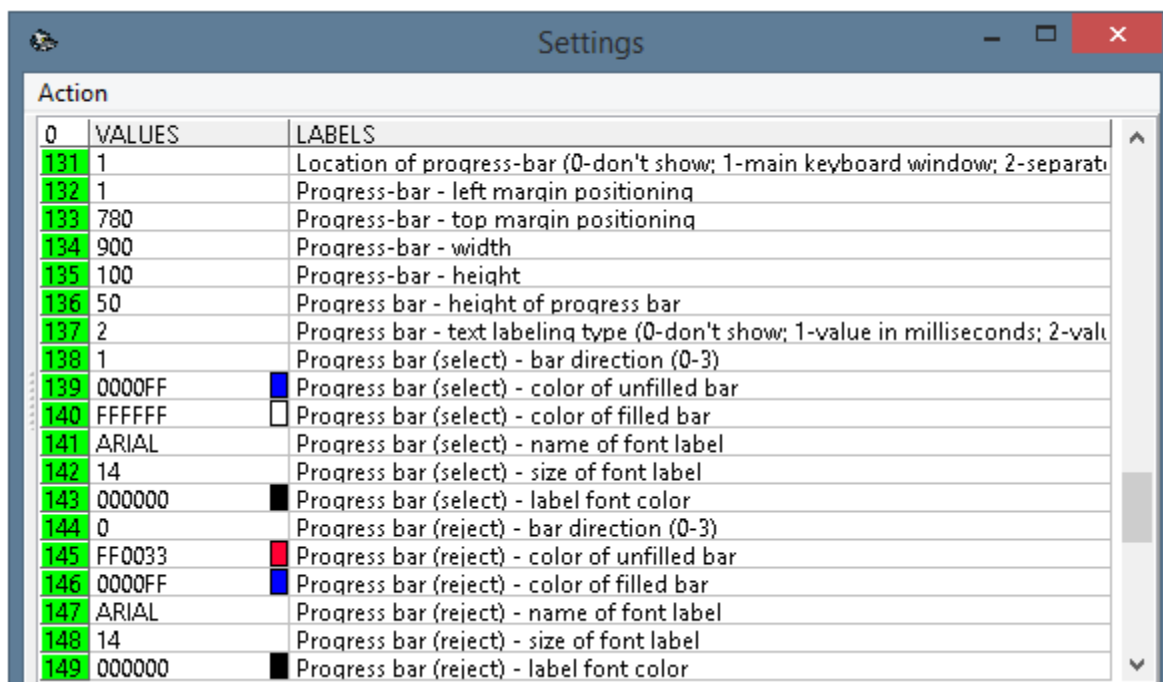 Settings
Action
0 VALUES LABELS
131 1 Location of progress-bar (0-don't show; 1-main keyboard window; 2-separat
132 1 Progress-bar - left margin positioning
133 780 Progress-bar - top margin positioning
134 900 Progress-bar - width
135 100 Progress-bar - height
136 50 Progress bar - height of progress bar
137 2 Progress bar - text labeling type (0-don't show; 1-value in milliseconds; 2-valu
138 1 Progress bar (select) - bar direction (0-3)
139 0000FF Progress bar (select) - color of unfilled bar
140 FFFFFF Progress bar (select) - color of filled bar
141 ARIAL Progress bar (select) - name of font label
142 14 Progress bar (select) - size of font label
143 000000 Progress bar (select) - label font color
144 0 Progress bar (reject) - bar direction (0-3)
145 FF0033 Progress bar (reject) - color of unfilled bar
146 0000FF Progress bar (reject) - color of filled bar
147 ARIAL Progress bar (reject) - name of font label
148 14 Progress bar (reject) - size of font label
149 000000 Progress bar (reject) - label font color